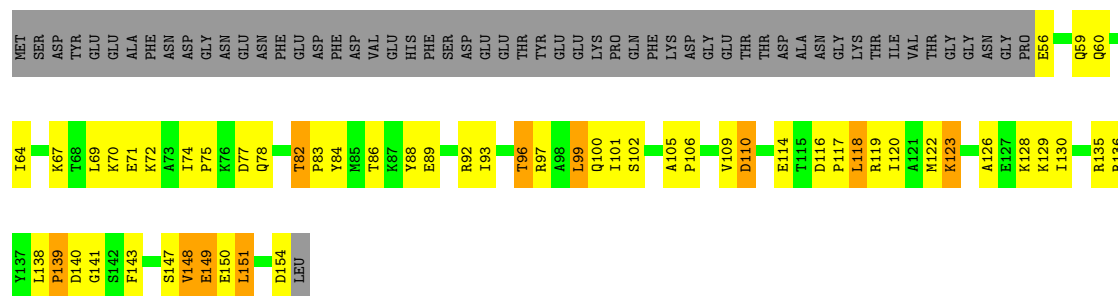 MET SER ASP TYR GLU GLU ALA PHE ASN ASP GLY ASN GLU ASN PHE GLU ASP PHE ASP VAL GLU HIS PHE SER ASP GLU GLU THR TYR GLU GLU LYS PRO GLN PHE LYS ASP GLY GLU THR THR ASP ALA ASN GLY LYS THR ILE VAL THR GLY GLY ASN GLY PRO E56 Q59 Q60
I64 K67 T68 L69 K70 E71 K72 A73 I74 P75 K76 D77 Q78 T82 P83 Y84 M85 T86 K87 Y88 E89 R92 I93 T96 R97 A98 L99 Q100 I101 S102 A105 P106 V109 D110 E114 T115 D116 P117 L118 R119 I120 A121 M122 K123 A126 E127 K128 K129 I130 R135 R136
Y137 L138 P139 D140 G141 S142 F143 S147 V148 E149 E150 L151 D154 LEU